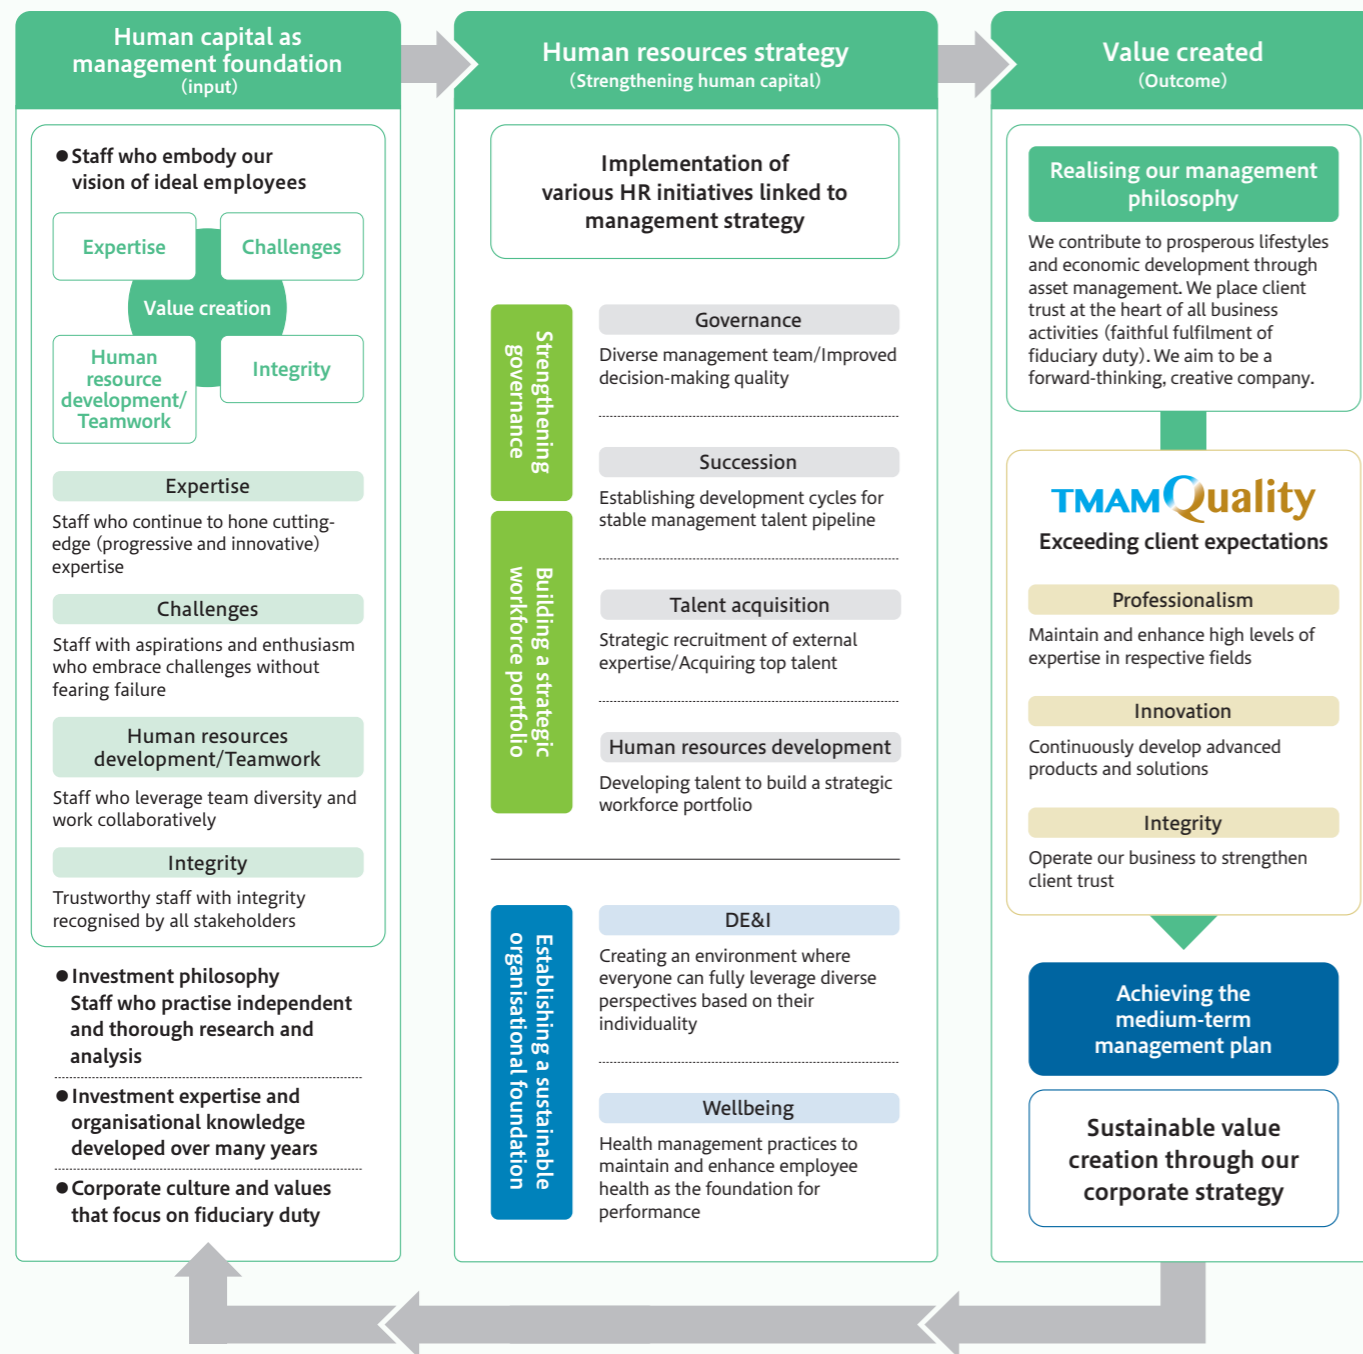 Human capital as
management foundation
(input)
● Staff who embody our
vision of ideal employees
Expertise
Challenges
Value creation
Human
resource
development/
Teamwork
Integrity
Expertise
Staff who continue to hone cutting-
edge (progressive and innovative)
expertise
Challenges
Staff with aspirations and enthusiasm
who embrace challenges without
fearing failure
Human resources
development/Teamwork
Staff who leverage team diversity and
work collaboratively
Integrity
Trustworthy staff with integrity
recognised by all stakeholders
● Investment philosophy
Staff who practise independent
and thorough research and
analysis
● Investment expertise and
organisational knowledge
developed over many years
● Corporate culture and values
that focus on fiduciary duty
Human resources strategy
(Strengthening human capital)
Implementation of
various HR initiatives linked to
management strategy
Strengthening
governance
Governance
Diverse management team/Improved
decision-making quality
Succession
Establishing development cycles for
stable management talent pipeline
Building a strategic
workforce portfolio
Talent acquisition
Strategic recruitment of external
expertise/Acquiring top talent
Human resources development
Developing talent to build a strategic
workforce portfolio
Establishing a sustainable
organisational foundation
DE&I
Creating an environment where
everyone can fully leverage diverse
perspectives based on their
individuality
Wellbeing
Health management practices to
maintain and enhance employee
health as the foundation for
performance
Value created
(Outcome)
Realising our management
philosophy
We contribute to prosperous lifestyles
and economic development through
asset management. We place client
trust at the heart of all business
activities (faithful fulfilment of
fiduciary duty). We aim to be a
forward-thinking, creative company.
TMAM Quality
Exceeding client expectations
Professionalism
Maintain and enhance high levels of
expertise in respective fields
Innovation
Continuously develop advanced
products and solutions
Integrity
Operate our business to strengthen
client trust
Achieving the
medium-term
management plan
Sustainable value
creation through our
corporate strategy